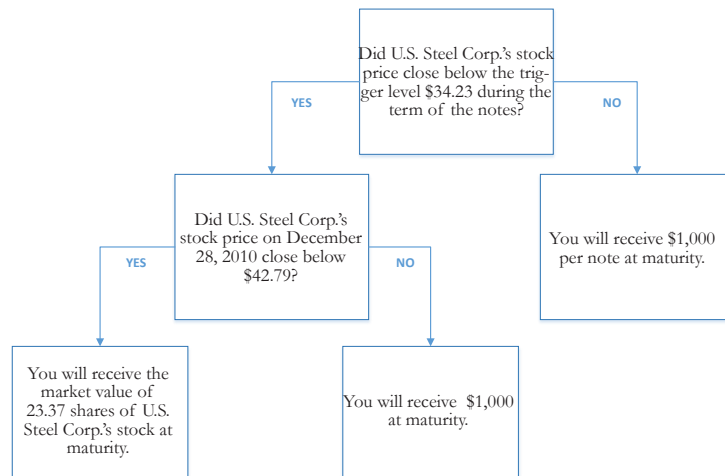 Did U.S. Steel Corp.'s stock
price close below the trig-
ger level $34.23 during the
term of the notes?
YES
NO
Did U.S. Steel Corp.'s
stock price on December
28, 2010 close below
$42.79?
You will receive $1,000
per note at maturity.
YES
NO
You will receive the
market value of
23.37 shares of U.S.
Steel Corp.'s stock at
maturity.
You will receive $1,000
at maturity.